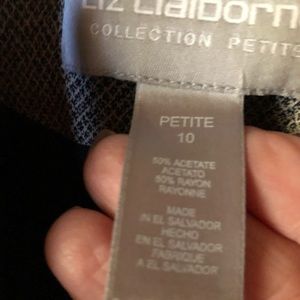 LIZ Claiborn
COLLECTION PETITE
PETITE
10
50% ACETATE
ACETATO
50% RAYON
RAYONNE
MADE
IN EL SALVADOR
HECHO
EN EL SALVADOR
FABRIQUE
A EL SALVADOR